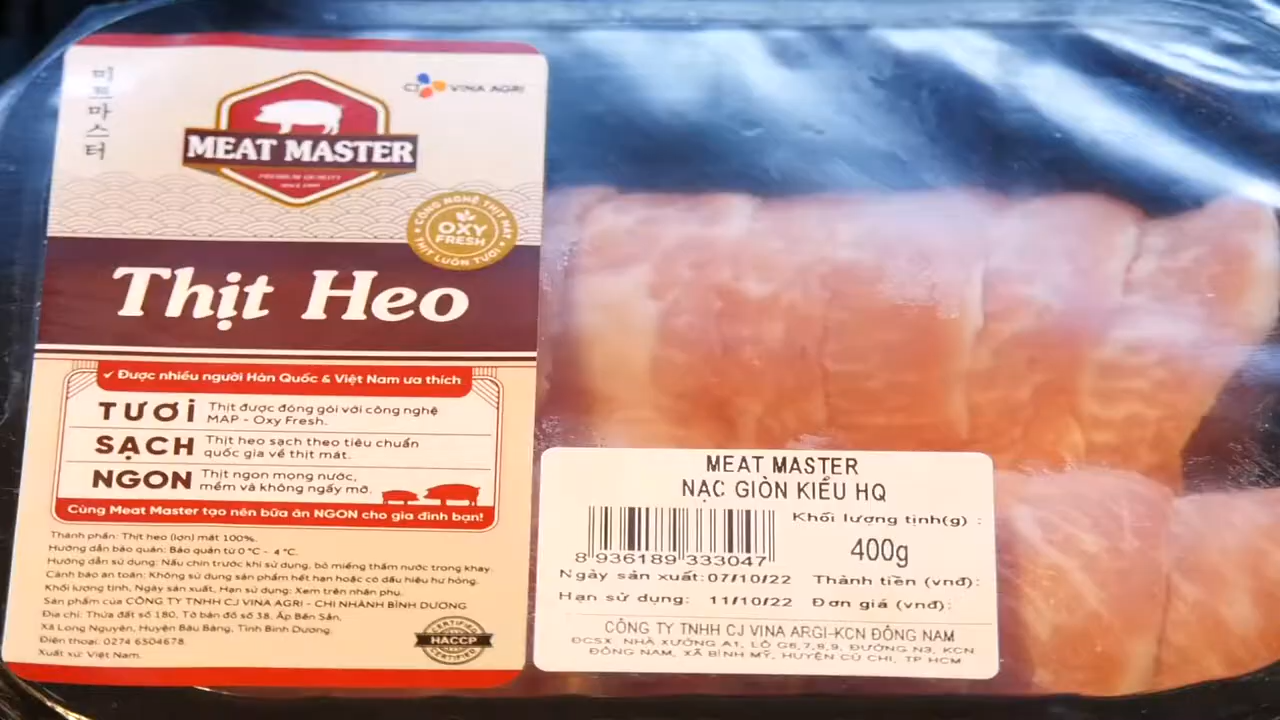 미트마스터
CJ VINA AGRI
MEAT MASTER
PREMIUM QUALITY
CÔNG NGHỆ THỊT MÁT
OXY
FRESH
THỊT LUÔN TƯƠI
Thịt Heo
✓ Được nhiều người Hàn Quốc & Việt Nam ưa thích
TƯƠI Thịt được đóng gói với công nghệ
MAP - Oxy Fresh.
SẠCH Thịt heo sạch theo tiêu chuẩn
quốc gia về thịt mát.
NGON Thịt ngon mọng nước,
mềm và không ngấy mỡ.
Cùng Meat Master tạo nên bữa ăn NGON cho gia đình bạn!
Thành phần: Thịt heo (lợn) mát 100%.
Hướng dẫn bảo quản: Bảo quản từ 0°C - 4°C.
Hướng dẫn sử dụng: Nấu chín trước khi sử dụng, bỏ miếng thấm nước trong khay.
Cảnh báo an toàn: Không sử dụng sản phẩm hết hạn hoặc có dấu hiệu hư hỏng.
Khối lượng tịnh, Ngày sản xuất, Hạn sử dụng: Xem trên nhãn phụ.
Sản phẩm của CÔNG TY TNHH CJ VINA AGRI - CHI NHÁNH BÌNH DƯƠNG
Địa chỉ: Thửa đất số 180, Tờ bản đồ số 38, Ấp Bến Sắn,
Xã Long Nguyên, Huyện Bàu Bàng, Tỉnh Bình Dương.
Điện thoại: 0274 6504678.
Xuất xứ: Việt Nam.
CERTIFIED
HACCP
CERTIFIED
MEAT MASTER
NẠC GIÒN KIỂU HQ
Khối lượng tịnh(g) :
400g
8 936189 333047
Ngày sản xuất: 07/10/22 Thành tiền (vnđ):
Hạn sử dụng: 11/10/22 Đơn giá (vnđ):
CÔNG TY TNHH CJ VINA ARGI-KCN ĐÔNG NAM
ĐCSX: NHÀ XƯỞNG A1, LÔ G6,7,8,9, ĐƯỜNG N3, KCN
ĐÔNG NAM, XÃ BÌNH MỸ, HUYỆN CỦ CHI, TP HCM